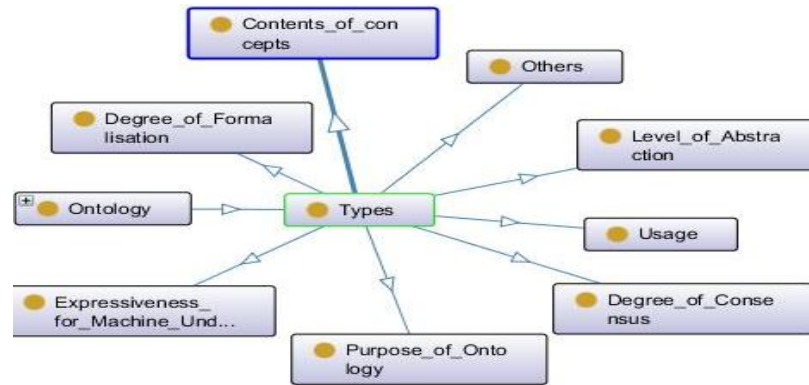 Contents_of_con
cepts
Others
Degree_of_Forma
lisation
Level_of_Abstra
ction
Ontology
Types
Usage
Expressiveness_
for_Machine_Und...
Degree_of_Conse
nsus
Purpose_of_Onto
logy